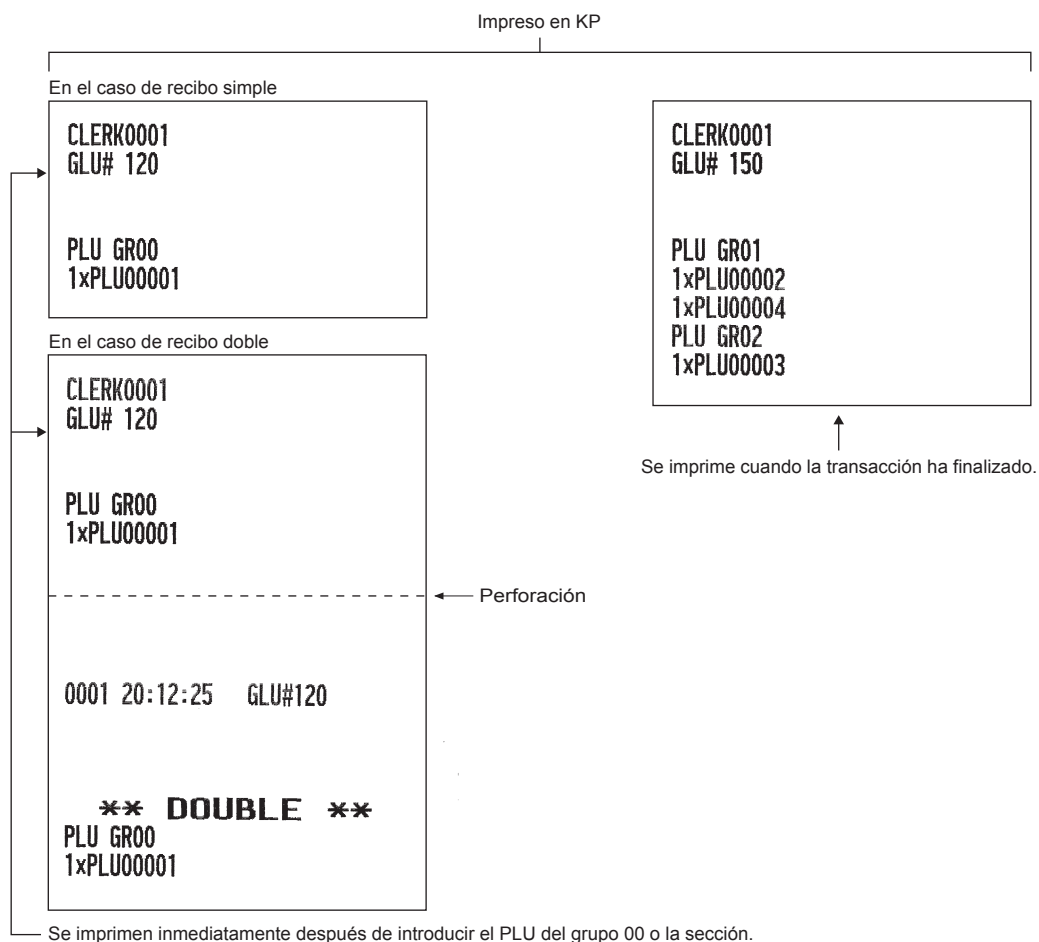 Impreso en KP
En el caso de recibo simple
CLERK0001
GLU# 120
PLU GR00
1xPLU00001
En el caso de recibo doble
CLERK0001
GLU# 120
PLU GR00
1xPLU00001
Perforación
0001 20:12:25 GLU#120
** DOUBLE **
PLU GR00
1xPLU00001
Se imprimen inmediatamente después de introducir el PLU del grupo 00 o la sección.
CLERK0001
GLU# 150
PLU GR01
1xPLU00002
1xPLU00004
PLU GR02
1xPLU00003
Se imprime cuando la transacción ha finalizado.